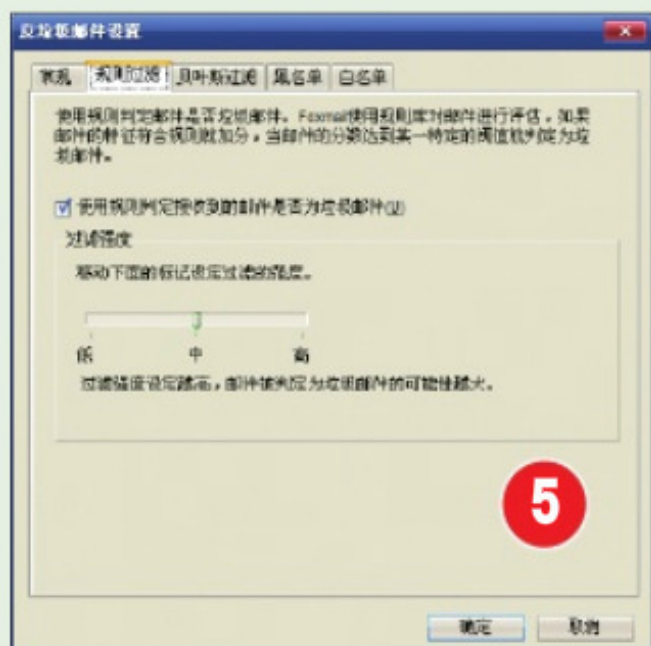 反垃圾邮件设置
常规 规则过滤 贝叶斯过滤 黑名单 白名单
使用规则判定邮件是否垃圾邮件。Foxmail使用规则库对邮件进行评估，如果
邮件的特征符合规则就加分，当邮件的分数达到某一特定的阈值就判定为垃
圾邮件。
使用规则判定接收到的邮件是否为垃圾邮件(U)
过滤强度
移动下面的标记设定过滤的强度。
低 中 高
过滤强度设定越高，邮件被判定为垃圾邮件的可能性越大。
5
确定 取消